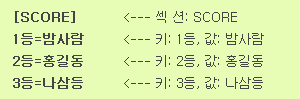 [SCORE] <--- 섹 션: SCORE
1등=밤사람 <--- 키: 1등, 값: 밤사람
2등=홍길동 <--- 키: 2등, 값: 홍길동
3등=나삼등 <--- 키: 3등, 값: 나삼등